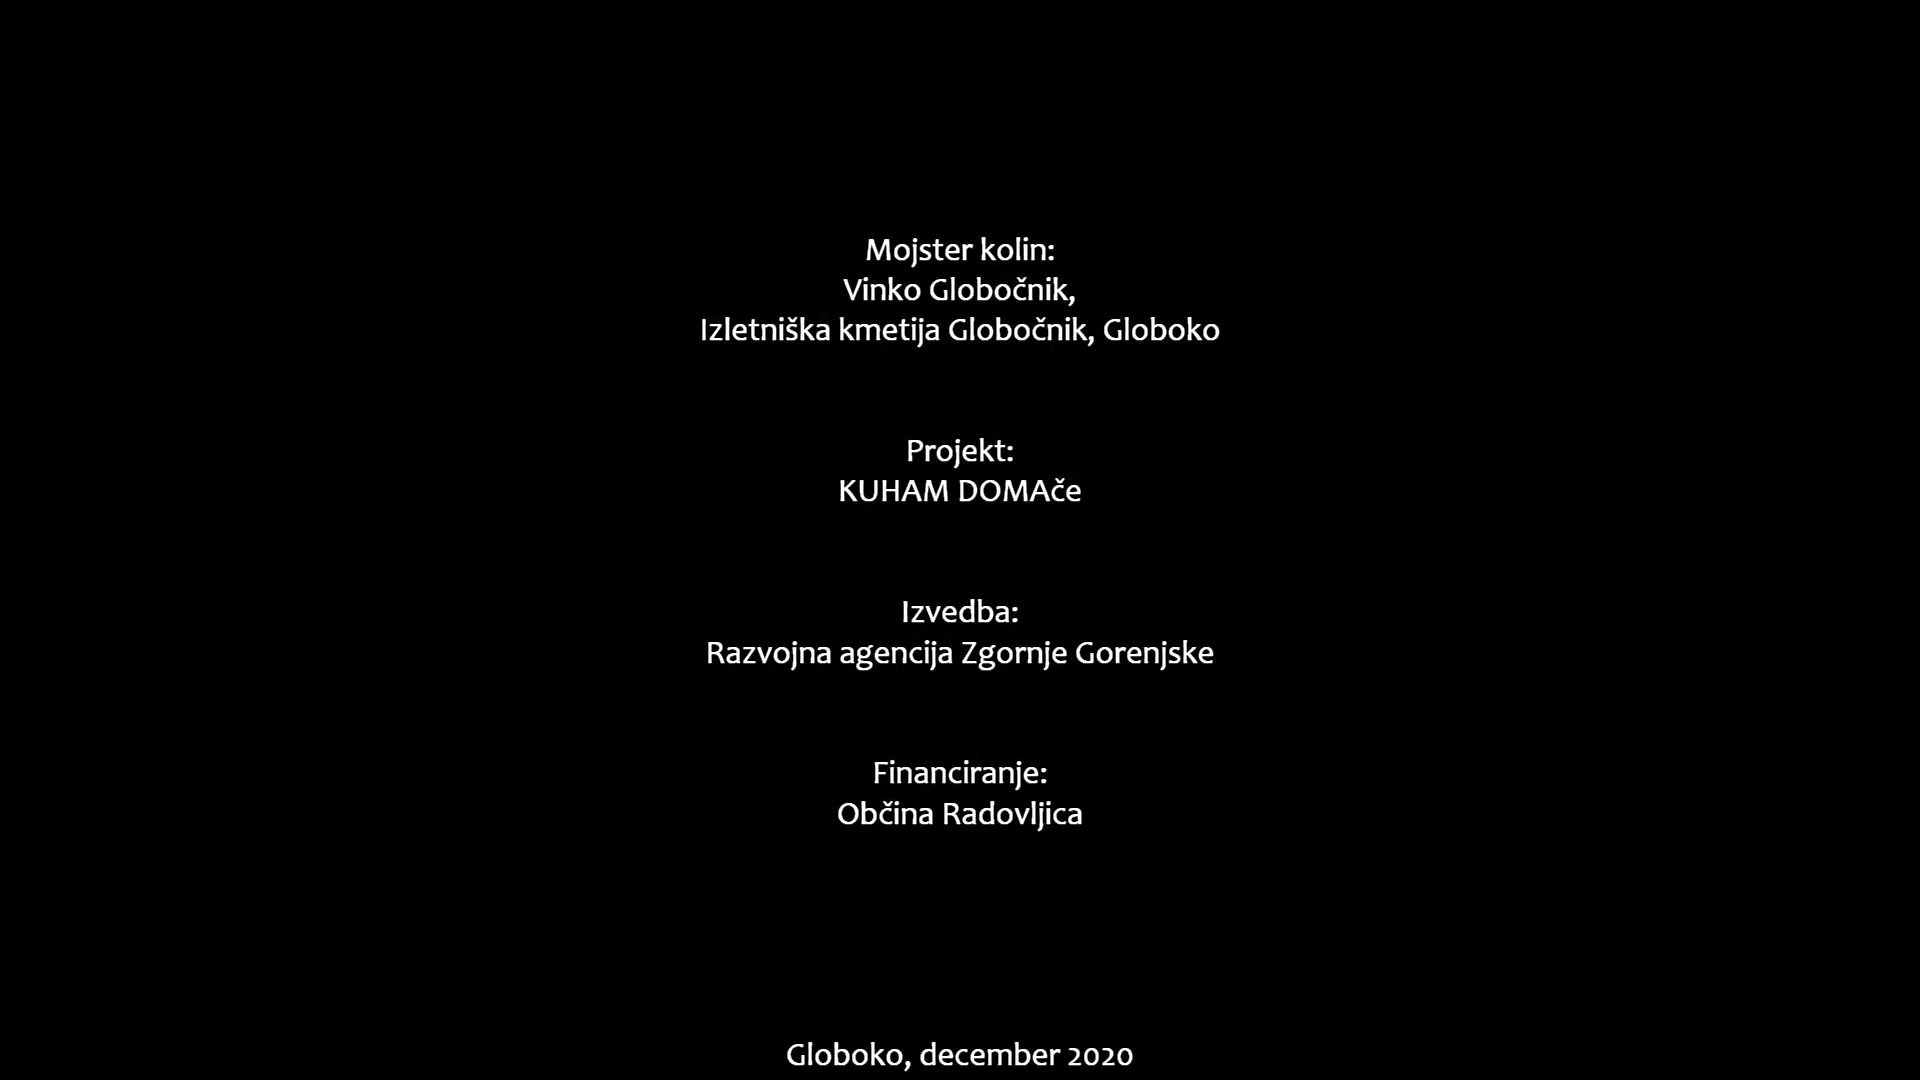 Mojster kolin:
Vinko Globočnik,
Izletniška kmetija Globočnik, Globoko
Projekt:
KUHAM DOMAče
Izvedba:
Razvojna agencija Zgornje Gorenjske
Financiranje:
Občina Radovljica
Globoko, december 2020